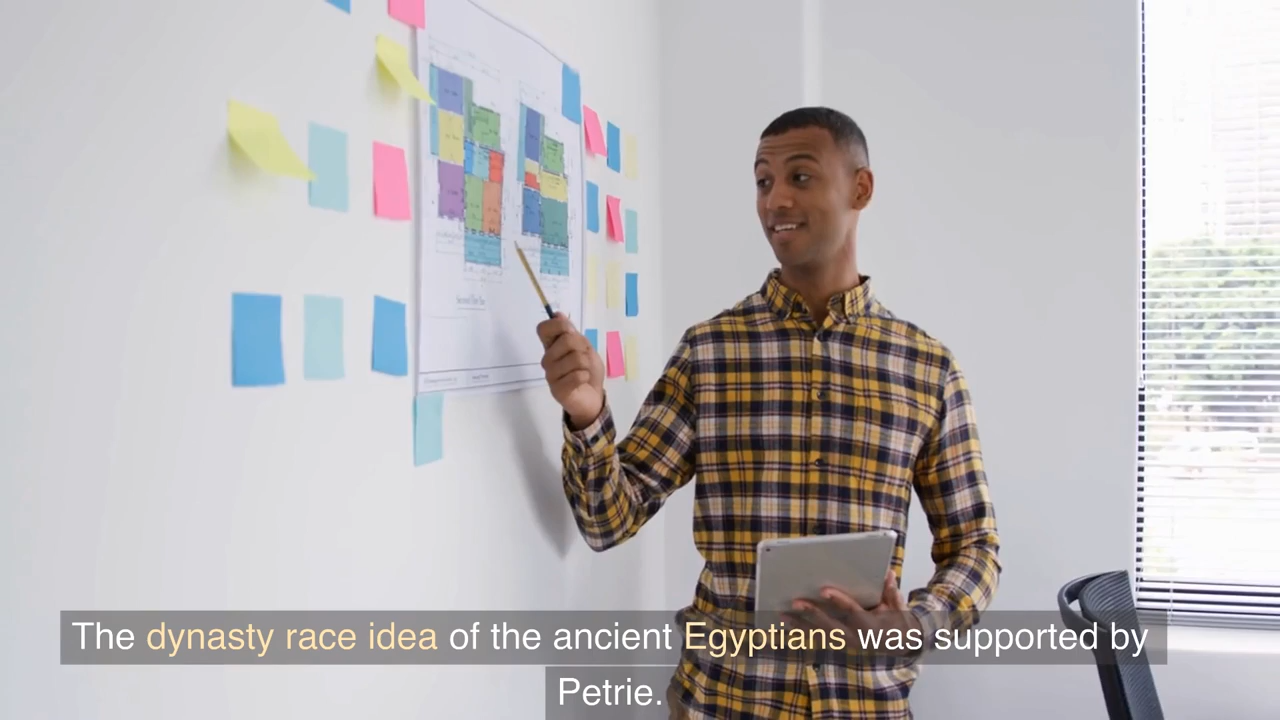 The dynasty race idea of the ancient Egyptians was supported by
Petrie.